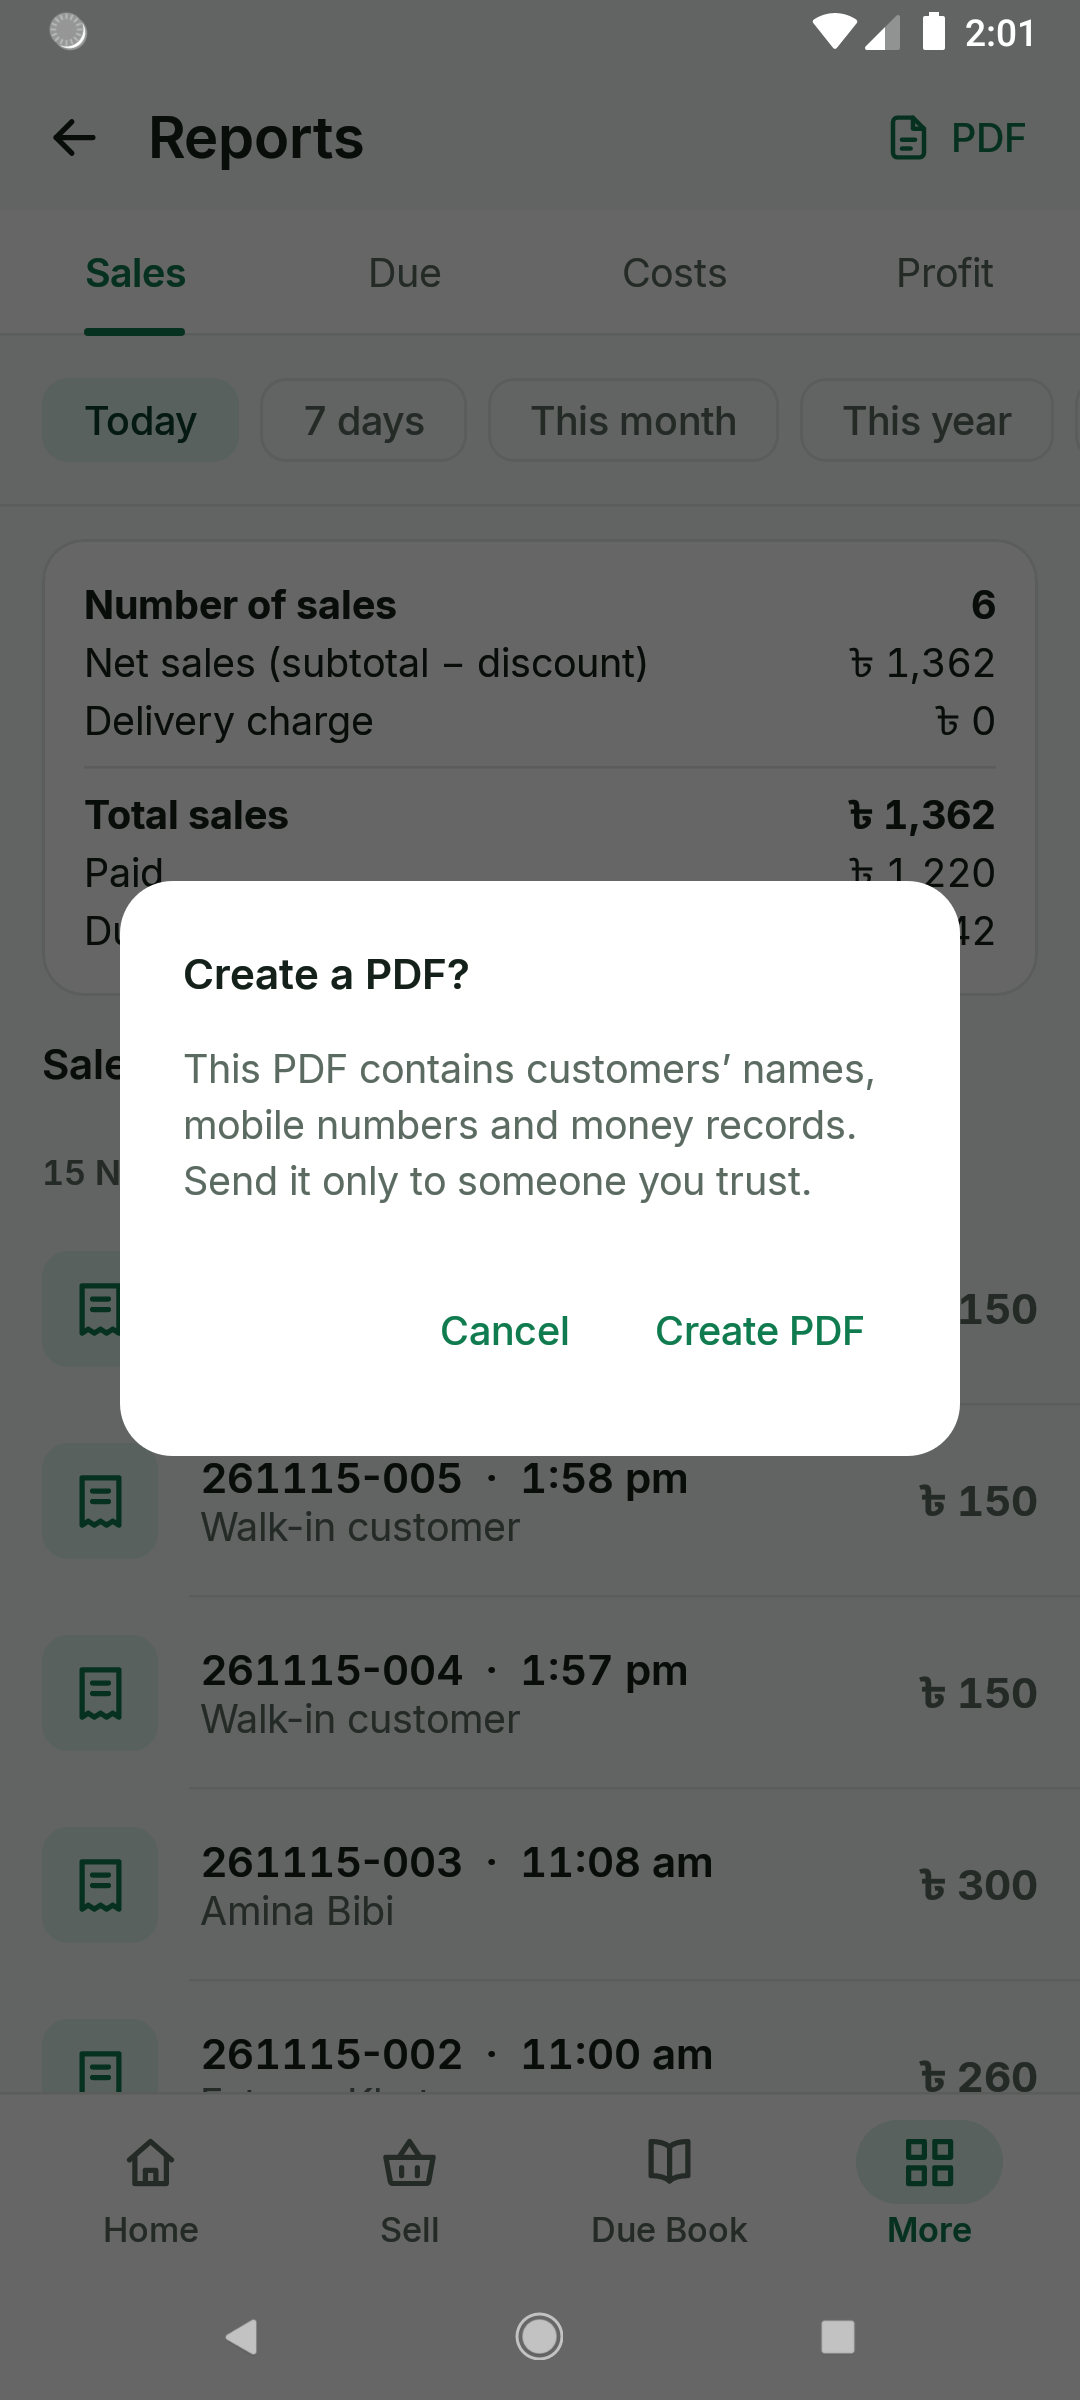 2:01
Reports
PDF
Sales Due Costs Profit
Today 7 days This month This year
Number of sales 6
Net sales (subtotal – discount) ৳ 1,362
Delivery charge ৳ 0
Total sales ৳ 1,362
Paid ৳ 1,220
Create a PDF?
This PDF contains customers’ names,
mobile numbers and money records.
Send it only to someone you trust.
Cancel Create PDF
150
261115-005 · 1:58 pm
Walk-in customer
৳ 150
261115-004 · 1:57 pm
Walk-in customer
৳ 150
261115-003 · 11:08 am
Amina Bibi
৳ 300
261115-002 · 11:00 am
৳ 260
Home Sell Due Book More